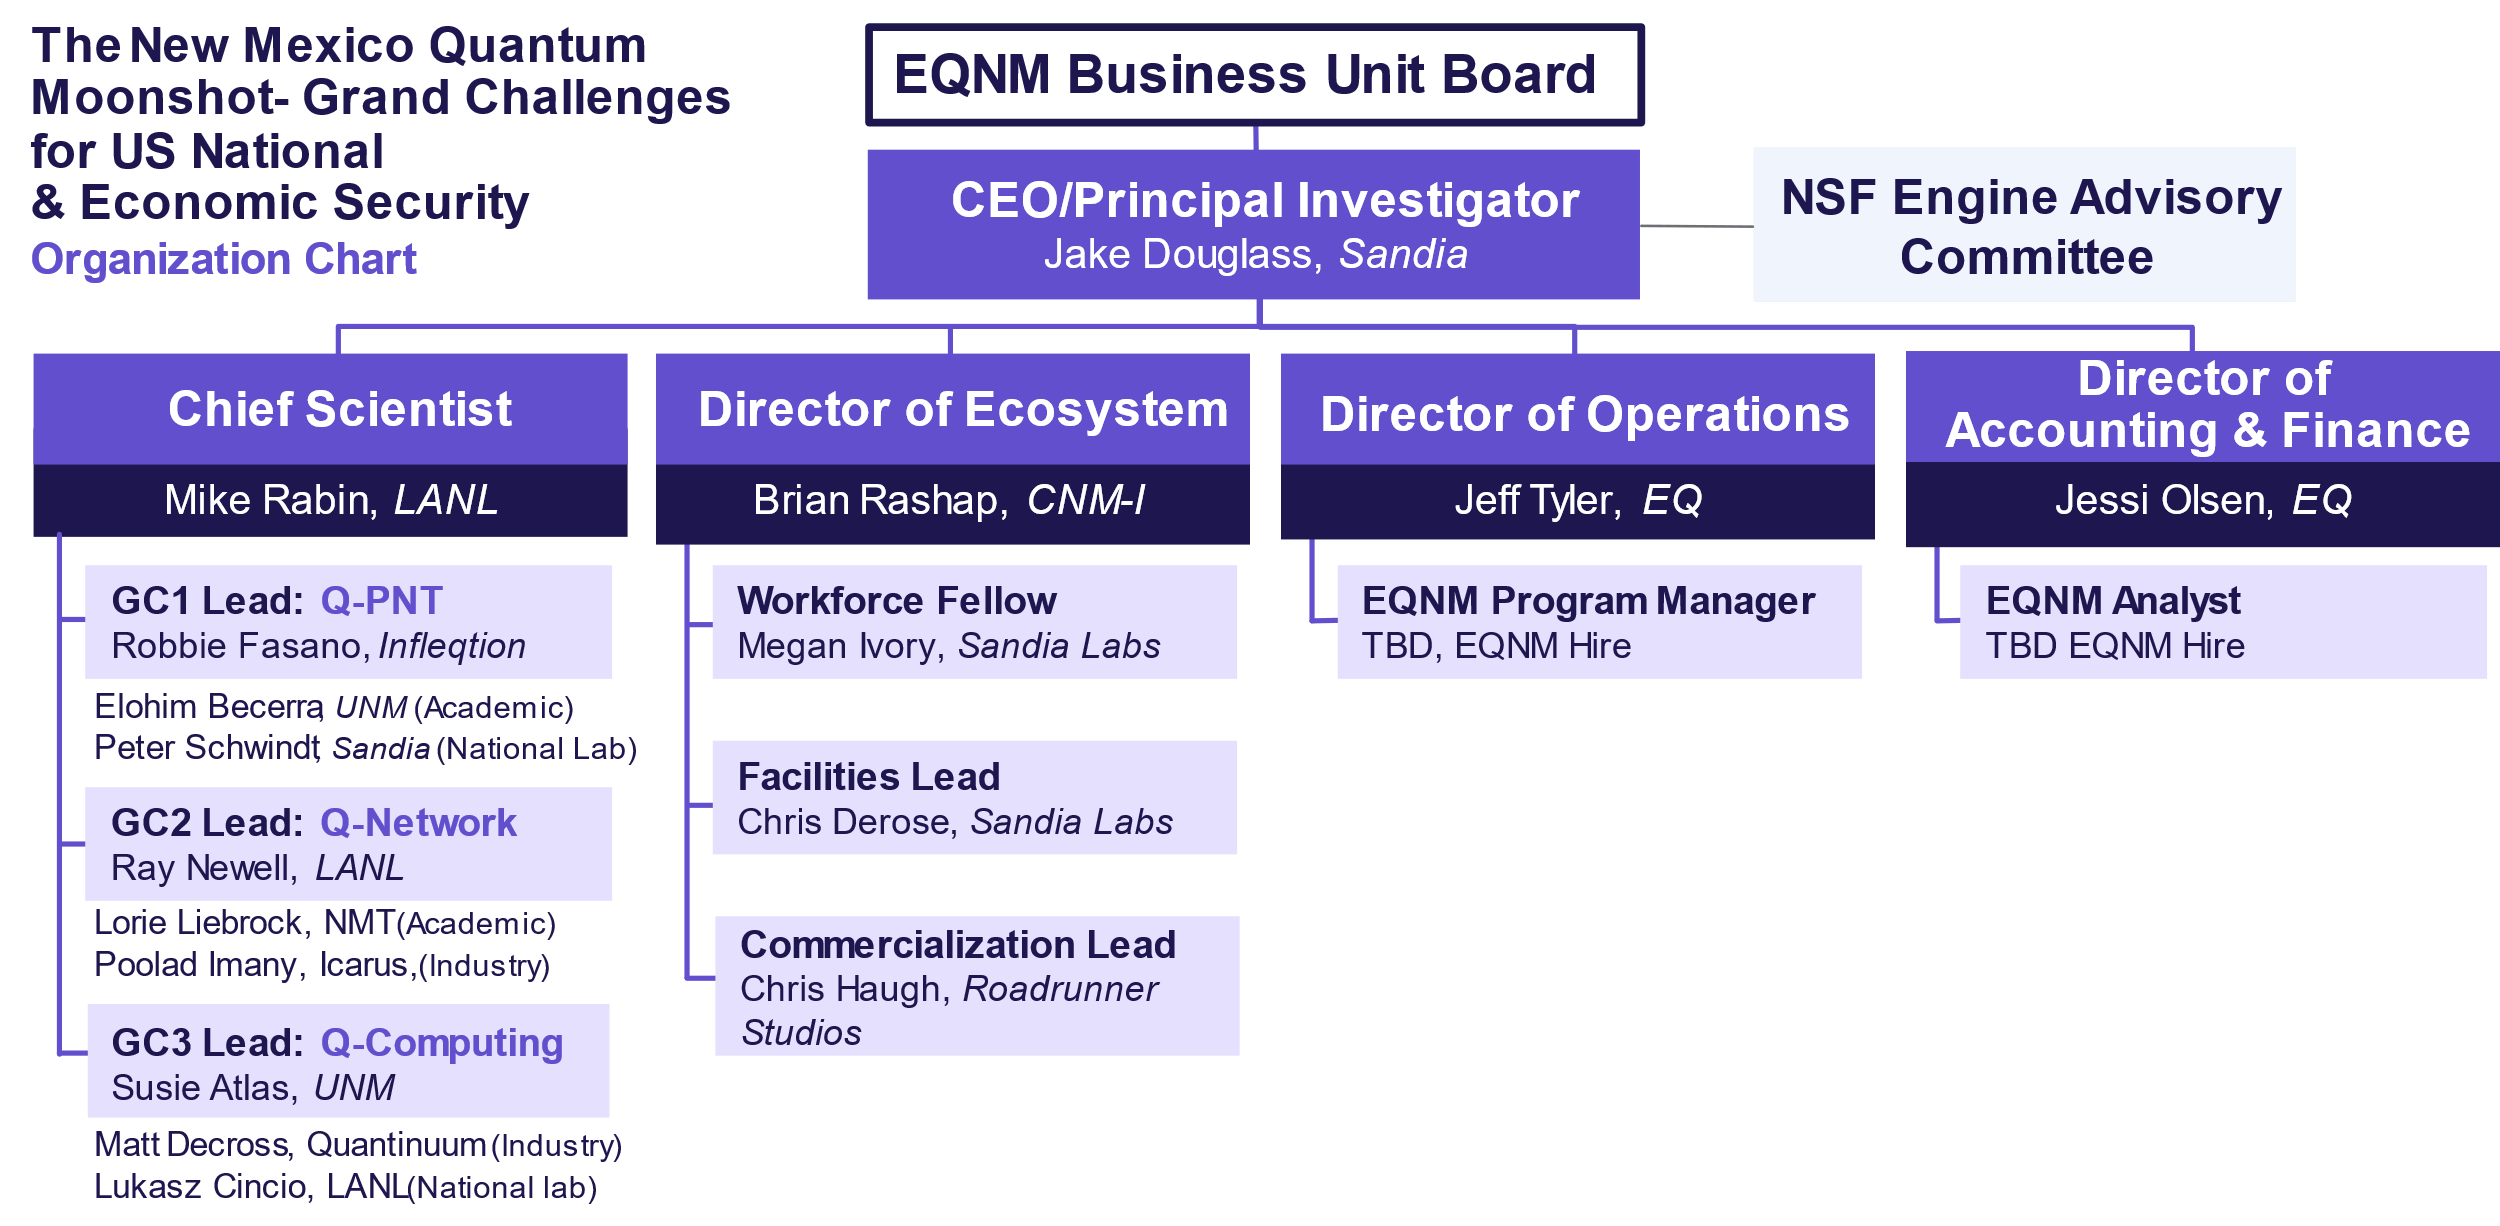 The New Mexico Quantum
Moonshot- Grand Challenges
for US National
& Economic Security
Organization Chart
EQNM Business Unit Board
CEO/Principal Investigator
Jake Douglass, Sandia
NSF Engine Advisory
Committee
Chief Scientist
Mike Rabin, LANL
GC1 Lead: Q-PNT
Robbie Fasano, Infleqtion
Elohim Becerra, UNM (Academic)
Peter Schwindt, Sandia (National Lab)
GC2 Lead: Q-Network
Ray Newell, LANL
Lorie Liebrock, NMT (Academic)
Poolad Imany, Icarus, (Industry)
GC3 Lead: Q-Computing
Susie Atlas, UNM
Matt Decross, Quantinuum (Industry)
Lukasz Cincio, LANL (National lab)
Director of Ecosystem
Brian Rashap, CNM-I
Workforce Fellow
Megan Ivory, Sandia Labs
Facilities Lead
Chris Derose, Sandia Labs
Commercialization Lead
Chris Haugh, Roadrunner
Studios
Director of Operations
Jeff Tyler, EQ
EQNM Program Manager
TBD, EQNM Hire
Director of
Accounting & Finance
Jessi Olsen, EQ
EQNM Analyst
TBD EQNM Hire